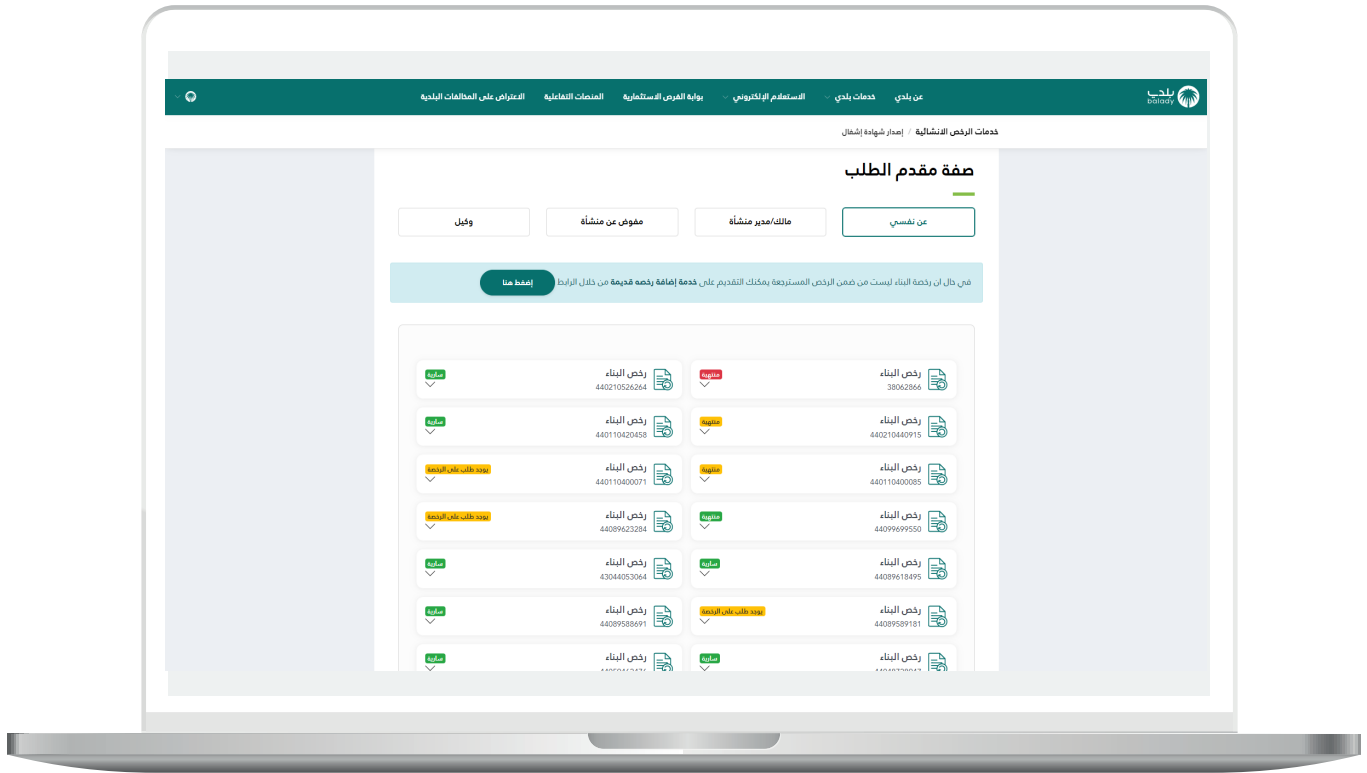 بلدي
balady
عن بلدي
خدمات بلدي
الاستعلام الإلكتروني
بوابة الفرص الاستثمارية
المنصات التفاعلية
الاعتراض على المخالفات البلدية
خدمات الرخص الانشائية / إصدار شهادة إشغال
صفة مقدم الطلب
عن نفسي
مالك/مدير منشأة
مفوض عن منشأة
وكيل
في حال ان رخصة البناء ليست من ضمن الرخص المسترجعة يمكنك التقديم على خدمة إضافة رخصه قديمة من خلال الرابط
إضغط هنا
رخص البناء
38062866
منتهية
رخص البناء
440210526264
سارية
رخص البناء
440210440915
منتهية
رخص البناء
440110420458
سارية
رخص البناء
440110400085
منتهية
رخص البناء
440110400071
يوجد طلب على الرخصة
رخص البناء
44099699550
منتهية
رخص البناء
44089623284
يوجد طلب على الرخصة
رخص البناء
44089618495
سارية
رخص البناء
43044053064
سارية
رخص البناء
44089589181
يوجد طلب على الرخصة
رخص البناء
44089588691
سارية
رخص البناء
سارية
رخص البناء
سارية